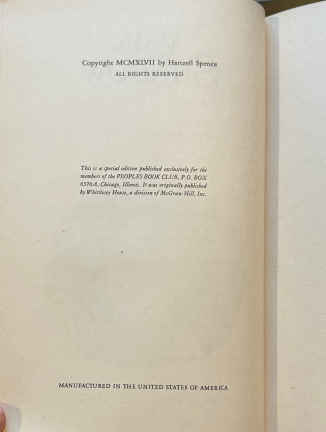 Copyright MCMXLVII by Hartzell Spence
ALL RIGHTS RESERVED
This is a special edition published exclusively for the
members of the PEOPLES BOOK CLUB, P.O. BOX
6570A, Chicago, Illinois. It was originally published
by Whittlesey House, a division of McGraw-Hill, Inc.
MANUFACTURED IN THE UNITED STATES OF AMERICA